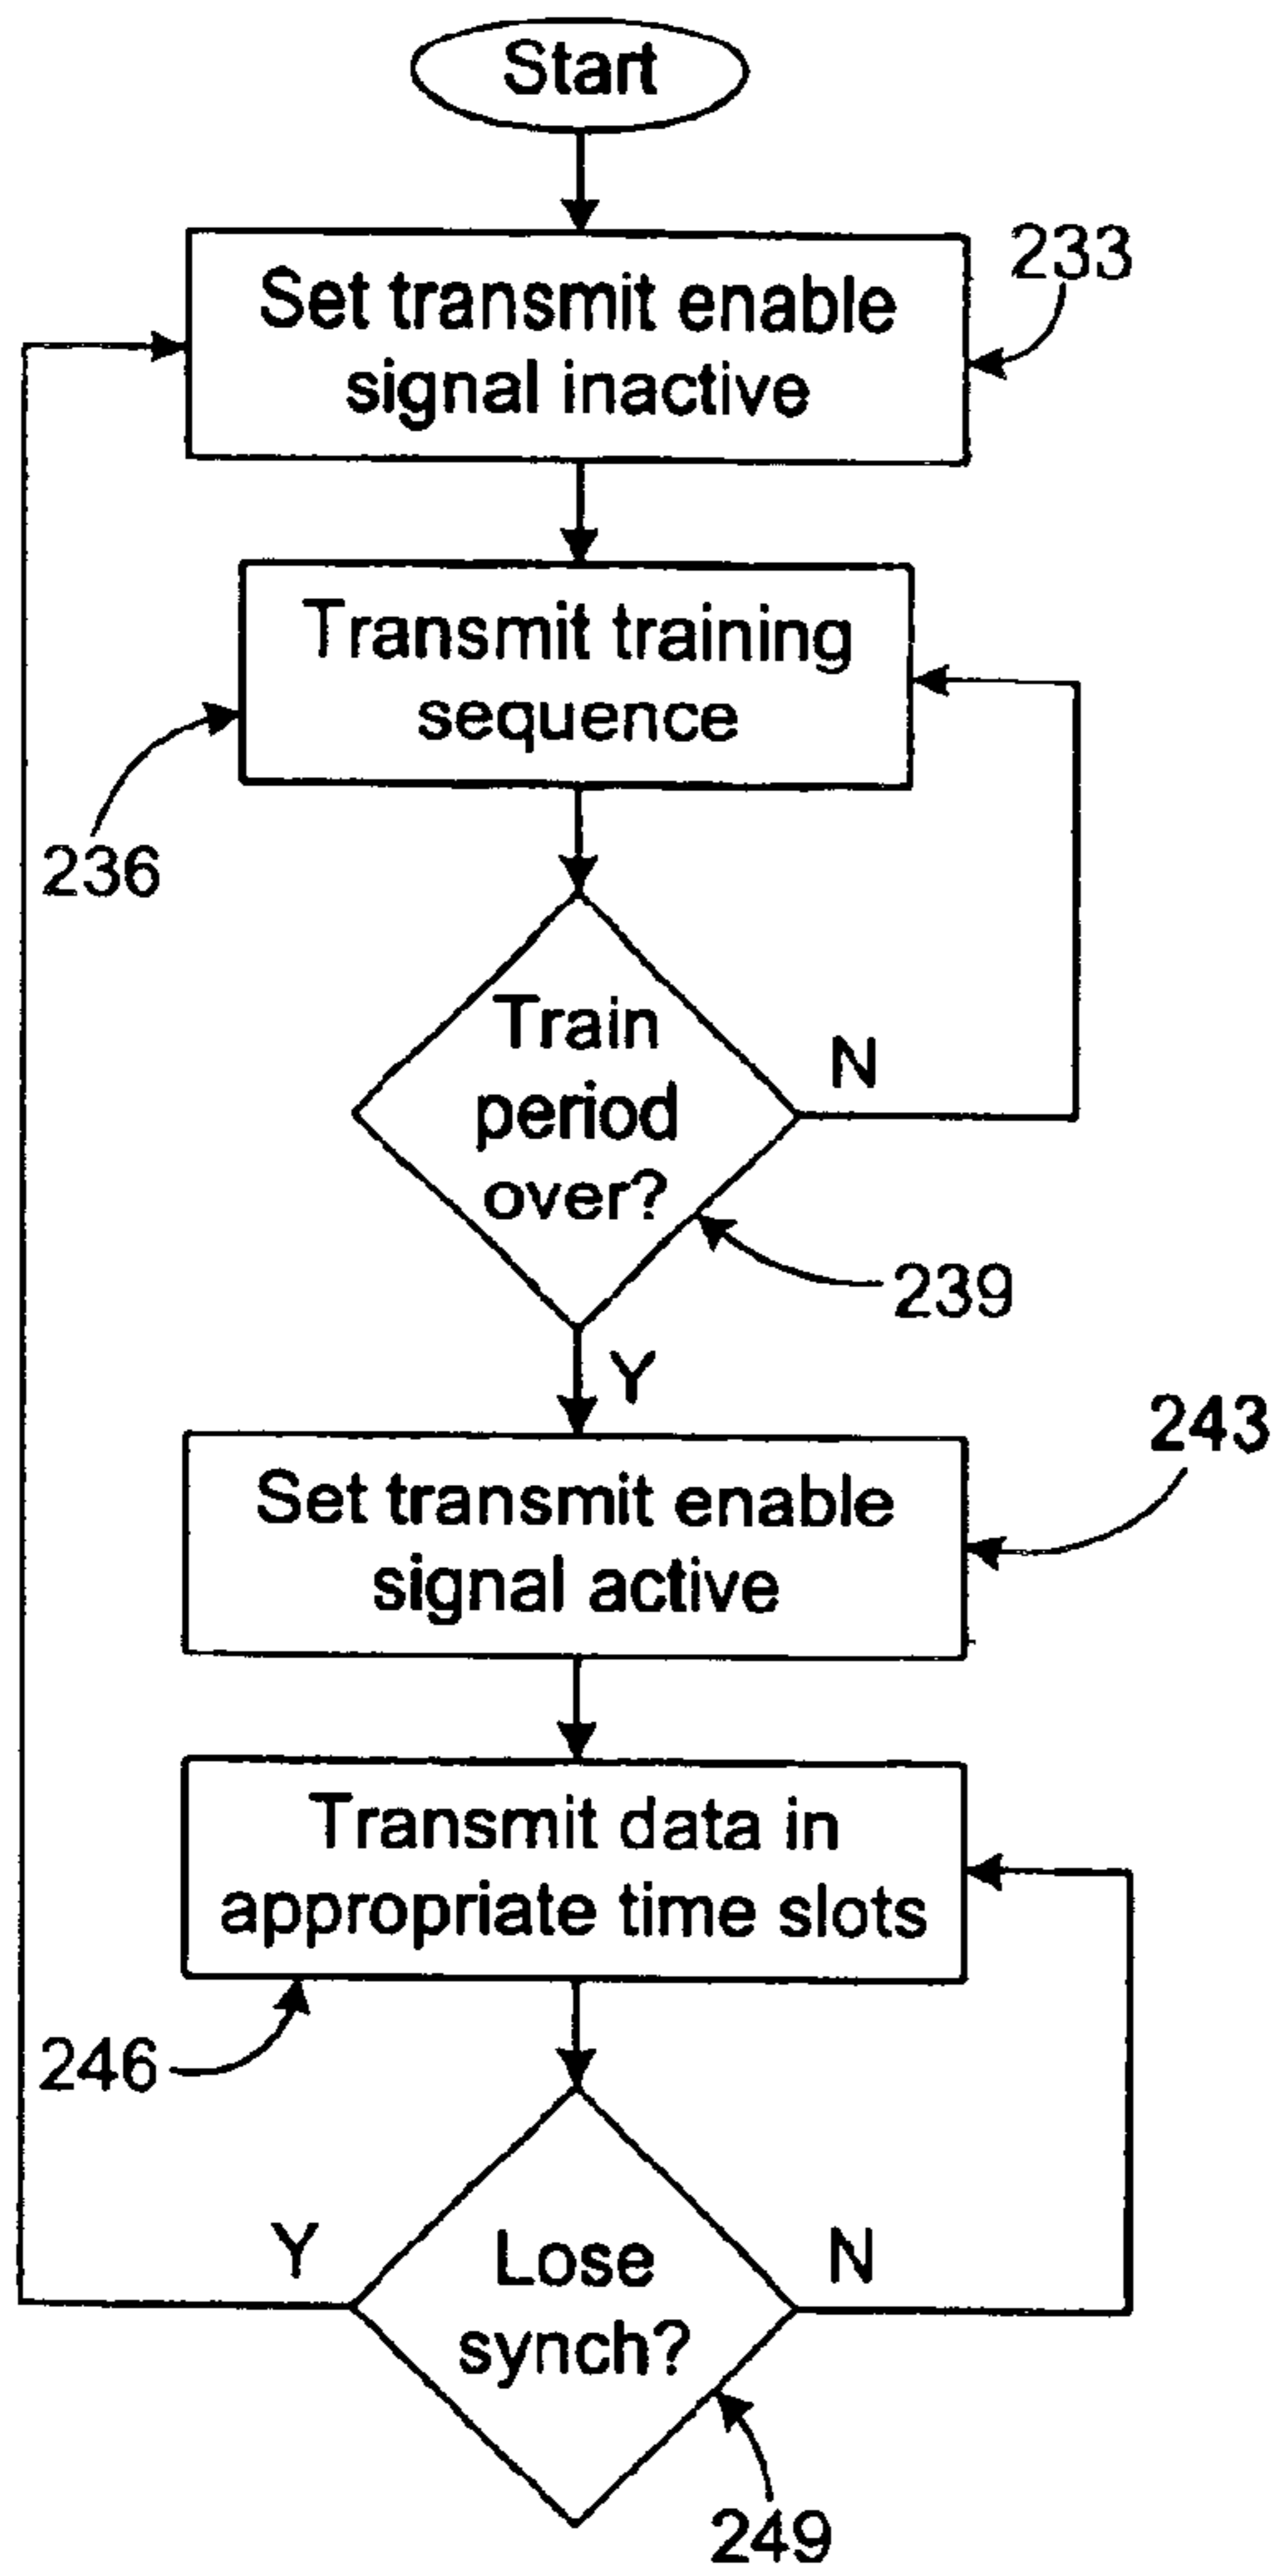 Start
Set transmit enable
signal inactive
233
Transmit training
sequence
236
Train
period
over?
N
239
Y
Set transmit enable
signal active
243
Transmit data in
appropriate time slots
246
Lose
synch?
Y
N
249